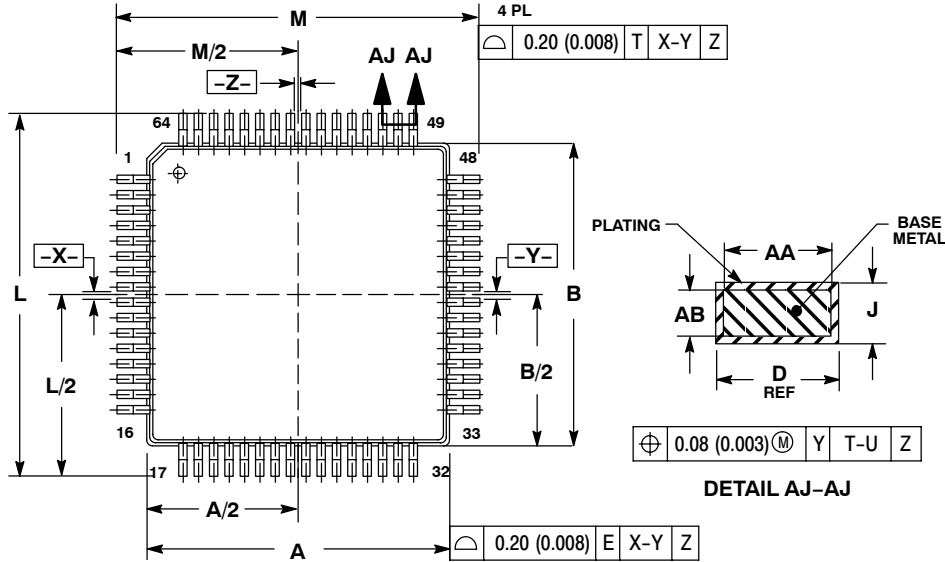 M
4 PL
⌓ 0.20 (0.008) T X–Y Z
M/2
AJ AJ
–Z–
64
49
1
48
PLATING
BASE
METAL
AA
–X–
–Y–
L
B
AB
J
L/2
B/2
D
REF
16
33
⌖ 0.08 (0.003) Ⓜ Y T–U Z
17
32
DETAIL AJ–AJ
A/2
A
⌓ 0.20 (0.008) E X–Y Z